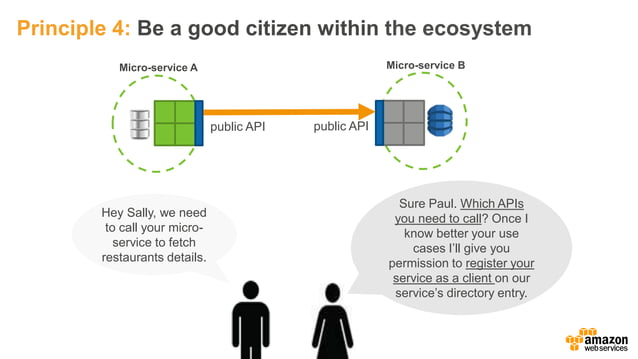 Principle 4: Be a good citizen within the ecosystem
Micro-service A
Micro-service B
public API
public API
Hey Sally, we need
to call your micro-
service to fetch
restaurants details.
Sure Paul. Which APIs
you need to call? Once I
know better your use
cases I’ll give you
permission to register your
service as a client on our
service’s directory entry.
amazon
web services